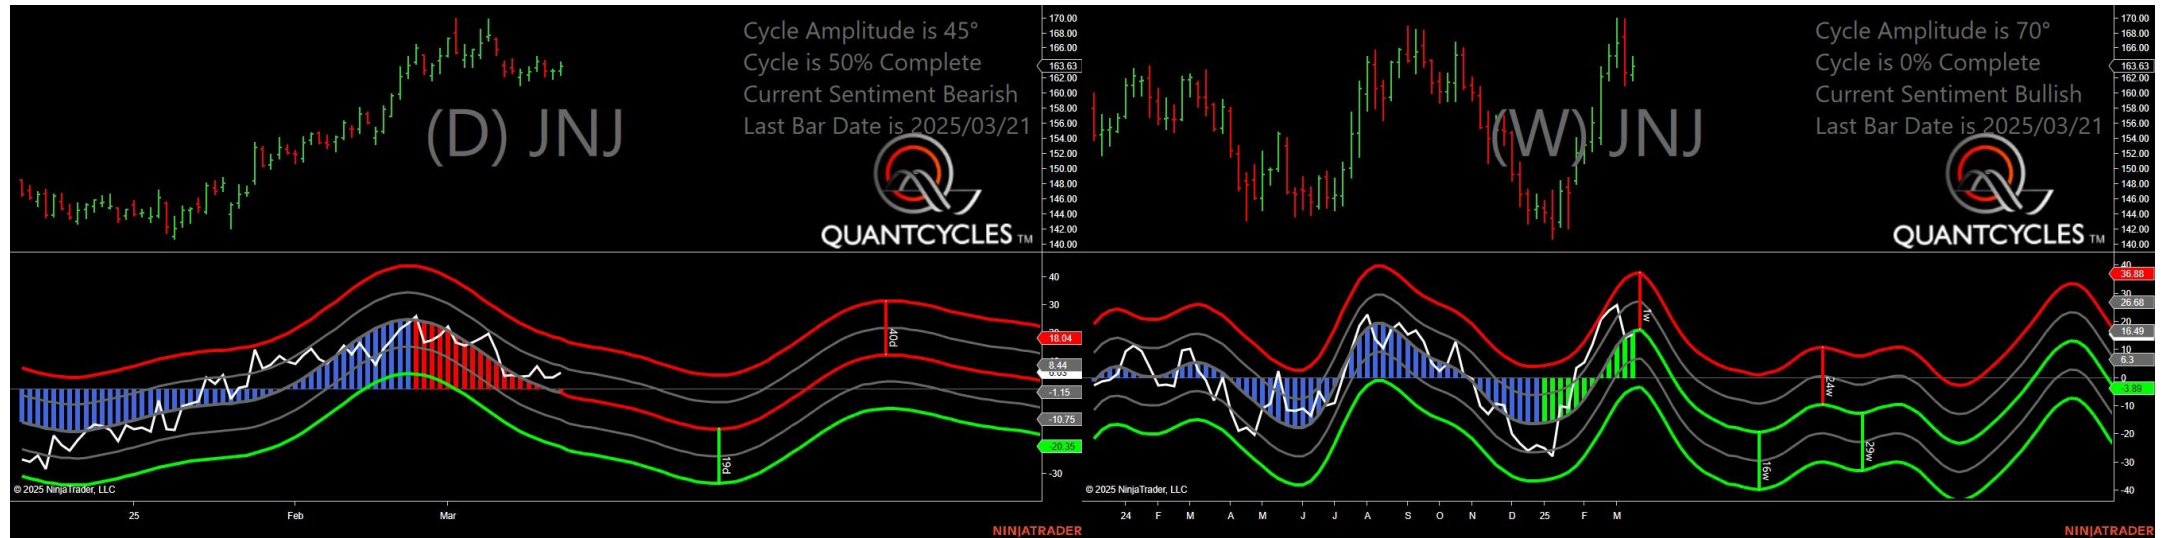 Cycle Amplitude is 45°
Cycle is 50% Complete
Current Sentiment Bearish
Last Bar Date is 2025/03/21
(D) JNJ
QUANTCYCLES TM
170.00
168.00
166.00
163.63
162.00
160.00
158.00
156.00
154.00
152.00
150.00
148.00
146.00
144.00
142.00
140.00
40
30
18.04
8.44
-1.15
-10.75
-20.35
-30
40d
19d
© 2025 NinjaTrader, LLC
25 Feb Mar
NINJATRADER
Cycle Amplitude is 70°
Cycle is 0% Complete
Current Sentiment Bullish
Last Bar Date is 2025/03/21
(W) JNJ
QUANTCYCLES TM
170.00
168.00
166.00
163.63
162.00
160.00
158.00
156.00
154.00
152.00
150.00
148.00
146.00
144.00
142.00
140.00
40
36.88
30
26.68
20
16.49
10
6.3
0
-3.89
-10
-20
-30
-40
1w
24w
16w
29w
© 2025 NinjaTrader, LLC
24 F M A M J J A S O N D 25 F M
NINJATRADER